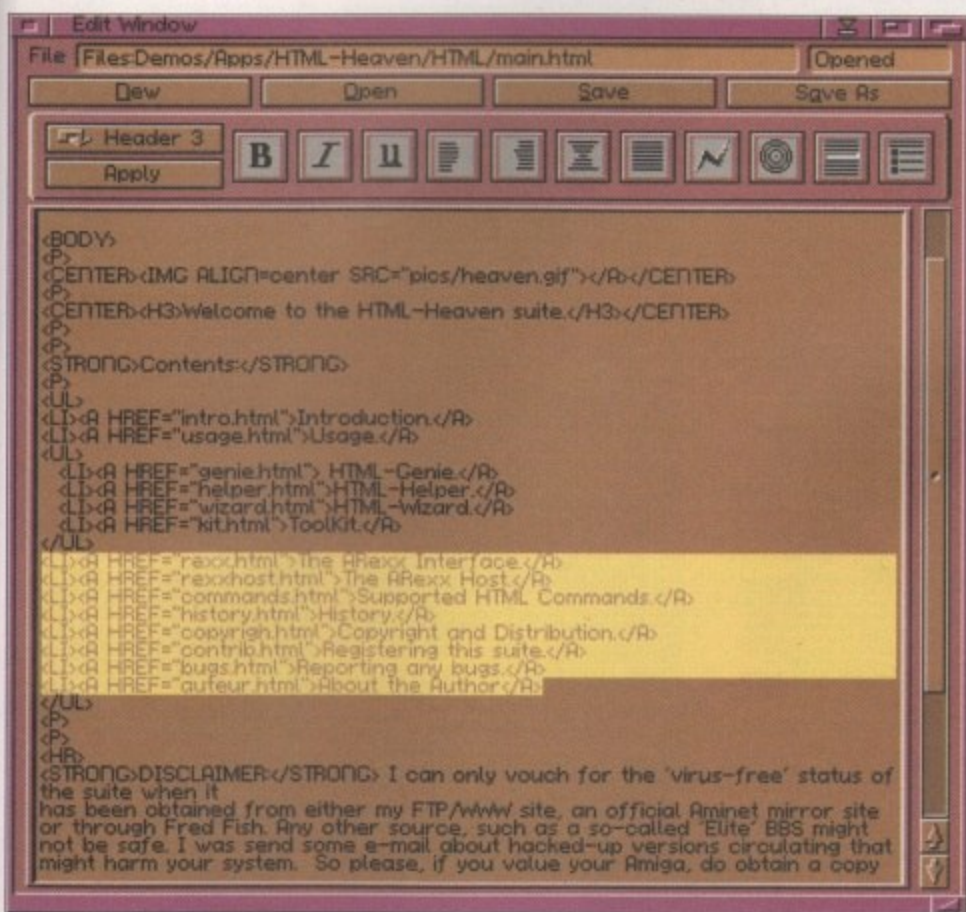 Edit Window
File Files:Demos/Apps/HTML-Heaven/HTML/main.html Opened
New Open Save Save As
Header 3 B I u
Apply
<BODY>
<P>
<CENTER><IMG ALIGN=center SRC="pics/heaven.gif"></A></CENTER>
<P>
<CENTER><H3>Welcome to the HTML-Heaven suite.</H3></CENTER>
<P>
<P>
<STRONG>Contents:</STRONG>
<P>
<UL>
<LI><A HREF="intro.html">Introduction.</A>
<LI><A HREF="usage.html">Usage.</A>
<UL>
<LI><A HREF="genie.html"> HTML-Genie.</A>
<LI><A HREF="helper.html">HTML-Helper.</A>
<LI><A HREF="wizard.html">HTML-Wizard.</A>
<LI><A HREF="kit.html">ToolKit.</A>
</UL>
<LI><A HREF="rexx.html">The ARexx Interface.</A>
<LI><A HREF="rexxhost.html">The ARexx Host.</A>
<LI><A HREF="commands.html">Supported HTML Commands.</A>
<LI><A HREF="history.html">History.</A>
<LI><A HREF="copyrigh.html">Copyright and Distribution.</A>
<LI><A HREF="contrib.html">Registering this suite.</A>
<LI><A HREF="bugs.html">Reporting any bugs.</A>
<LI><A HREF="auteur.html">About the Author</A>
</UL>
<P>
<P>
<HR>
<STRONG>DISCLAIMER:</STRONG> I can only vouch for the 'virus-free' status of
the suite when it
has been obtained from either my FTP/WWW site, an official Aminet mirror site
or through Fred Fish. Any other source, such as a so-called 'Elite' BBS might
not be safe. I was send some e-mail about hacked-up versions circulating that
might harm your system.  So please, if you value your Amiga, do obtain a copy